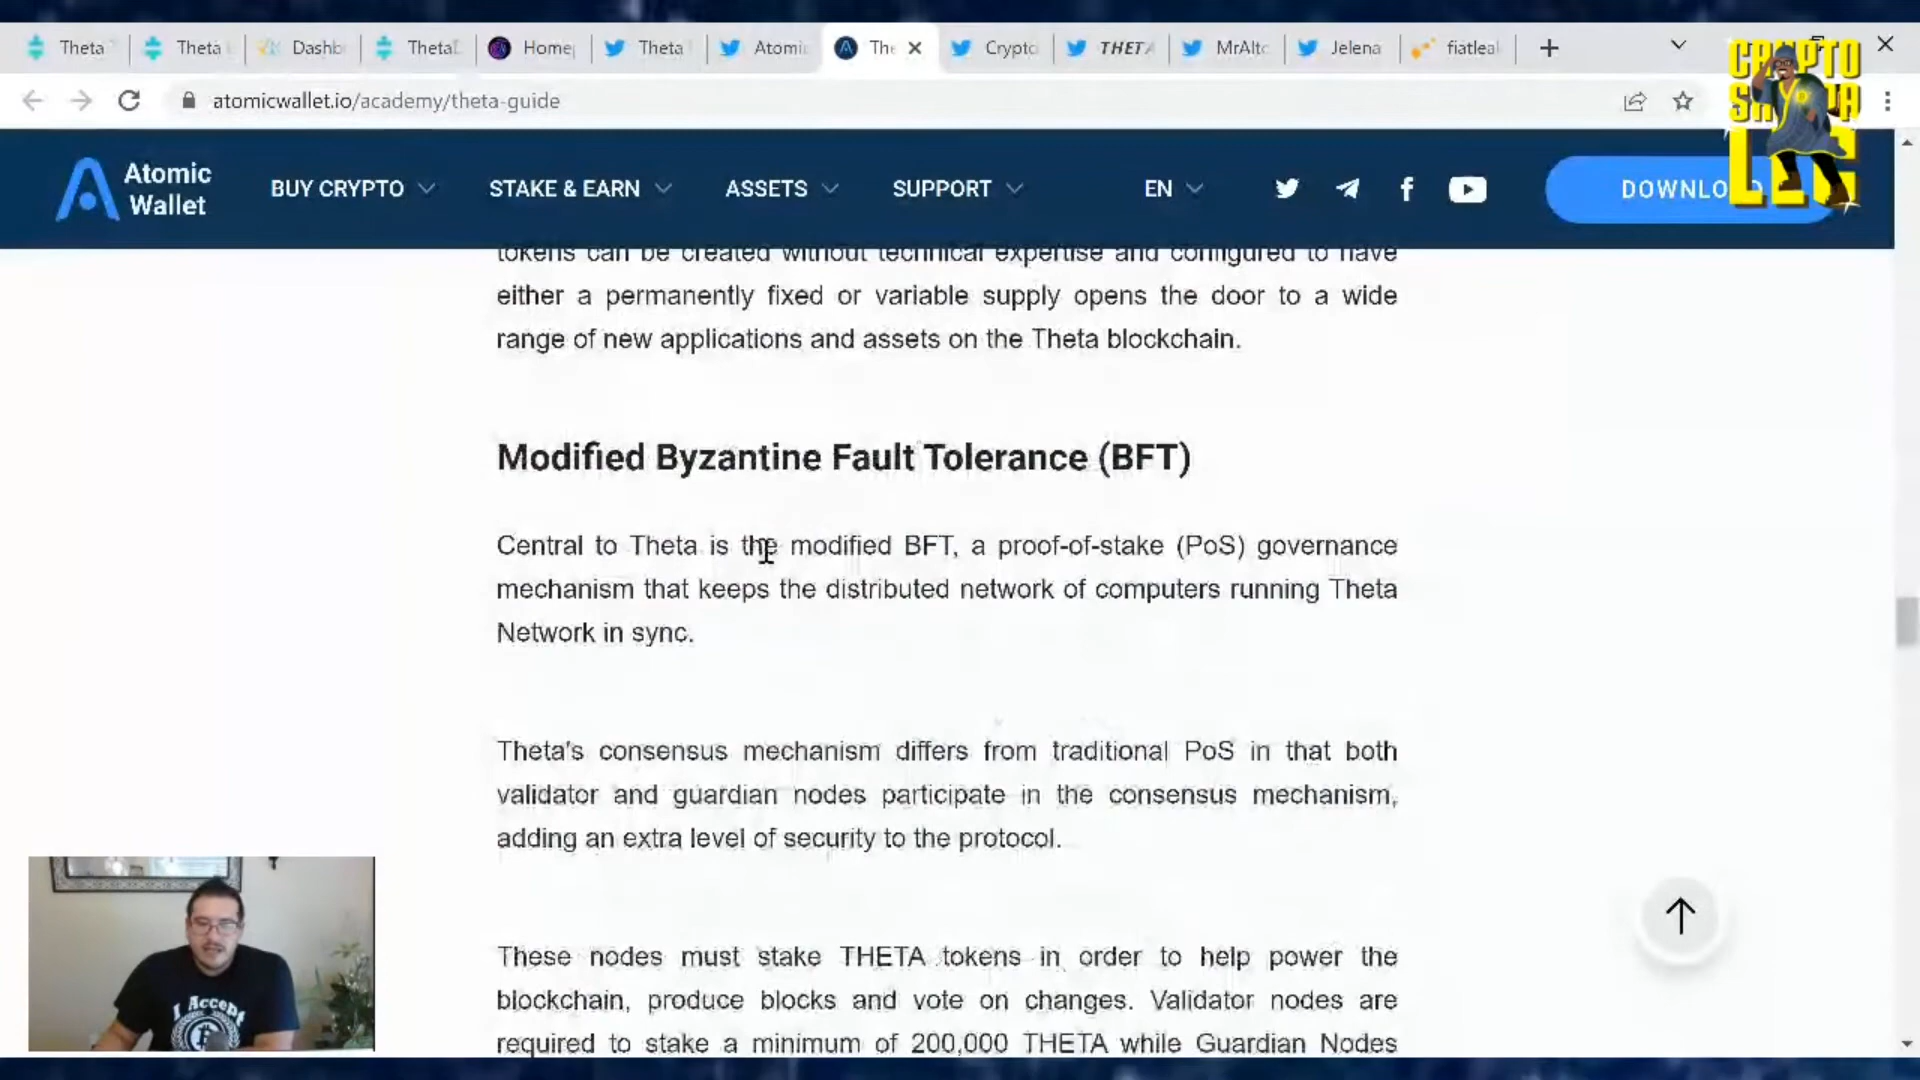 Theta
Theta
Dashb
Theta
Home
Theta
Atomic
The
Crypto
THETA
MrAlto
Jelena
fiatlea
atomicwallet.io/academy/theta-guide
CRYPTO
LEO
Atomic
Wallet
BUY CRYPTO
STAKE & EARN
ASSETS
SUPPORT
EN
DOWNLO
tokens can be created without technical expertise and configured to have
either a permanently fixed or variable supply opens the door to a wide
range of new applications and assets on the Theta blockchain.
Modified Byzantine Fault Tolerance (BFT)
Central to Theta is the modified BFT, a proof-of-stake (PoS) governance
mechanism that keeps the distributed network of computers running Theta
Network in sync.
Theta's consensus mechanism differs from traditional PoS in that both
validator and guardian nodes participate in the consensus mechanism,
adding an extra level of security to the protocol.
These nodes must stake THETA tokens in order to help power the
blockchain, produce blocks and vote on changes. Validator nodes are
required to stake a minimum of 200,000 THETA while Guardian Nodes
I Accept